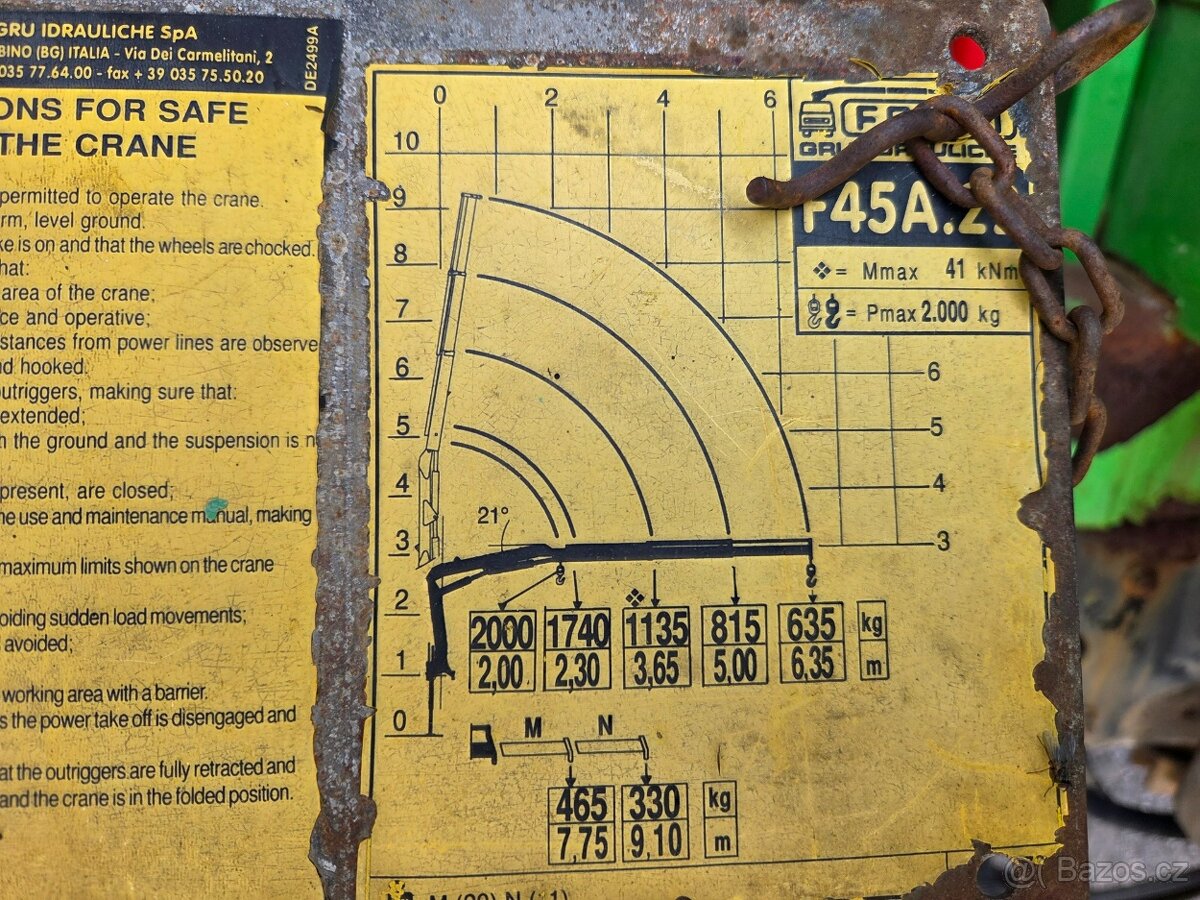 GRU IDRAULICHE SpA
BINO (BG) ITALIA - Via Dei Carmelitani, 2
035 77.64.00 - fax + 39 035 75.50.20
DE2499A
ONS FOR SAFE
THE CRANE
permitted to operate the crane.
rm, level ground.
ke is on and that the wheels are chocked.
hat:
area of the crane;
ce and operative;
stances from power lines are observe
nd hooked.
outriggers, making sure that:
extended;
h the ground and the suspension is n
present, are closed;
he use and maintenance manual, making
maximum limits shown on the crane
oiding sudden load movements;
avoided;
working area with a barrier.
s the power take off is disengaged and
at the outriggers are fully retracted and
and the crane is in the folded position.
0 2 4 6
10
9
8
7
6
5
4
3
2
1
0
6
5
4
3
21°
F45A.2
= Mmax 41 kNm
= Pmax 2.000 kg
2000 1740 1135 815 635 kg
2,00 2,30 3,65 5,00 6,35 m
M N
465 330 kg
7,75 9,10 m
Bazos.cz